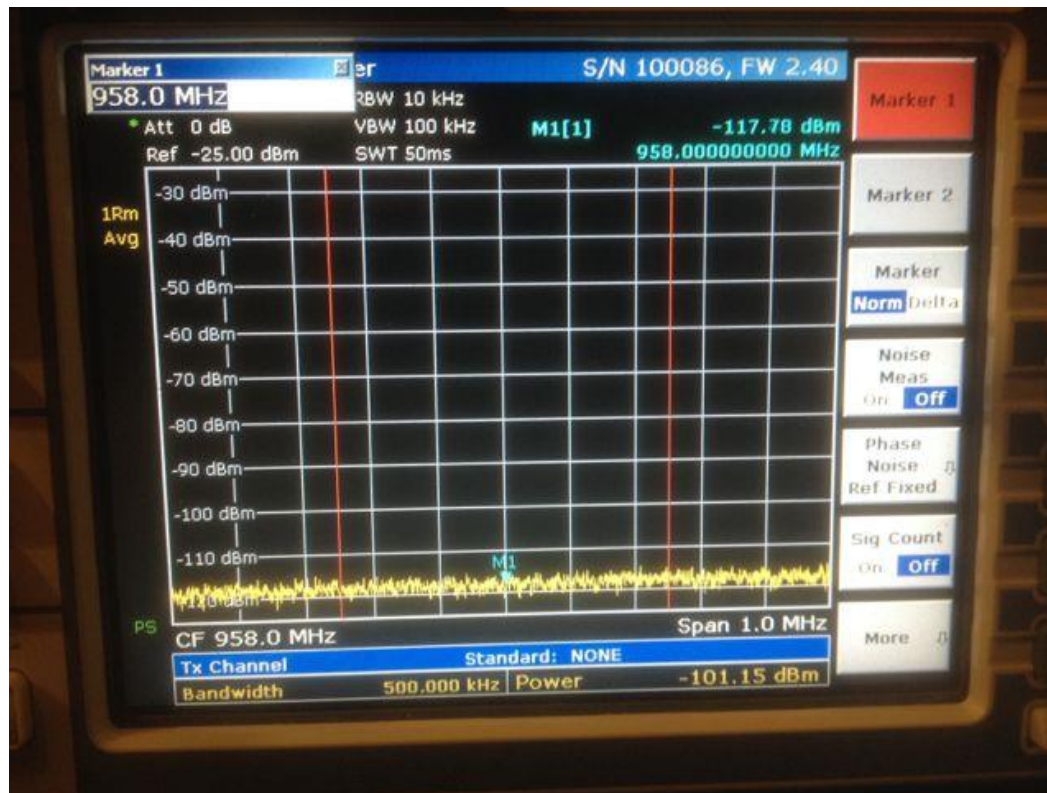 Marker 1
er
S/N 100086, FW 2.40
958.0 MHz
RBW 10 kHz
* Att 0 dB
VBW 100 kHz
M1[1]
-117.78 dBm
Ref -25.00 dBm
SWT 50ms
958.000000000 MHz
1Rm
Avg
-30 dBm
-40 dBm
-50 dBm
-60 dBm
-70 dBm
-80 dBm
-90 dBm
-100 dBm
-110 dBm
M1
-120 dBm
PS
CF 958.0 MHz
Span 1.0 MHz
Tx Channel
Standard: NONE
Bandwidth
500.000 kHz
Power
-101.15 dBm
Marker 1
Marker 2
Marker
Norm Delta
Noise
Meas
On Off
Phase
Noise
Ref Fixed
Sig Count
On Off
More